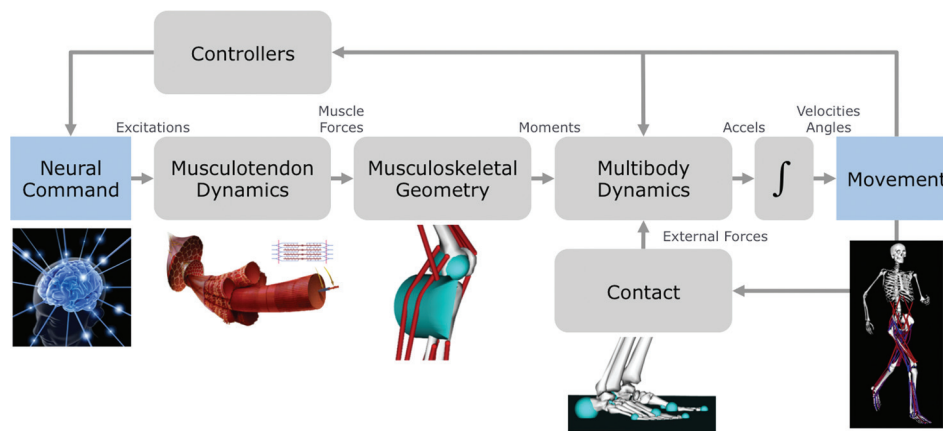 Controllers
Excitations
Muscle
Forces
Moments
Accels
Velocities
Angles
Neural
Command
Musculotendon
Dynamics
Musculoskeletal
Geometry
Multibody
Dynamics
∫
Movement
External Forces
Contact